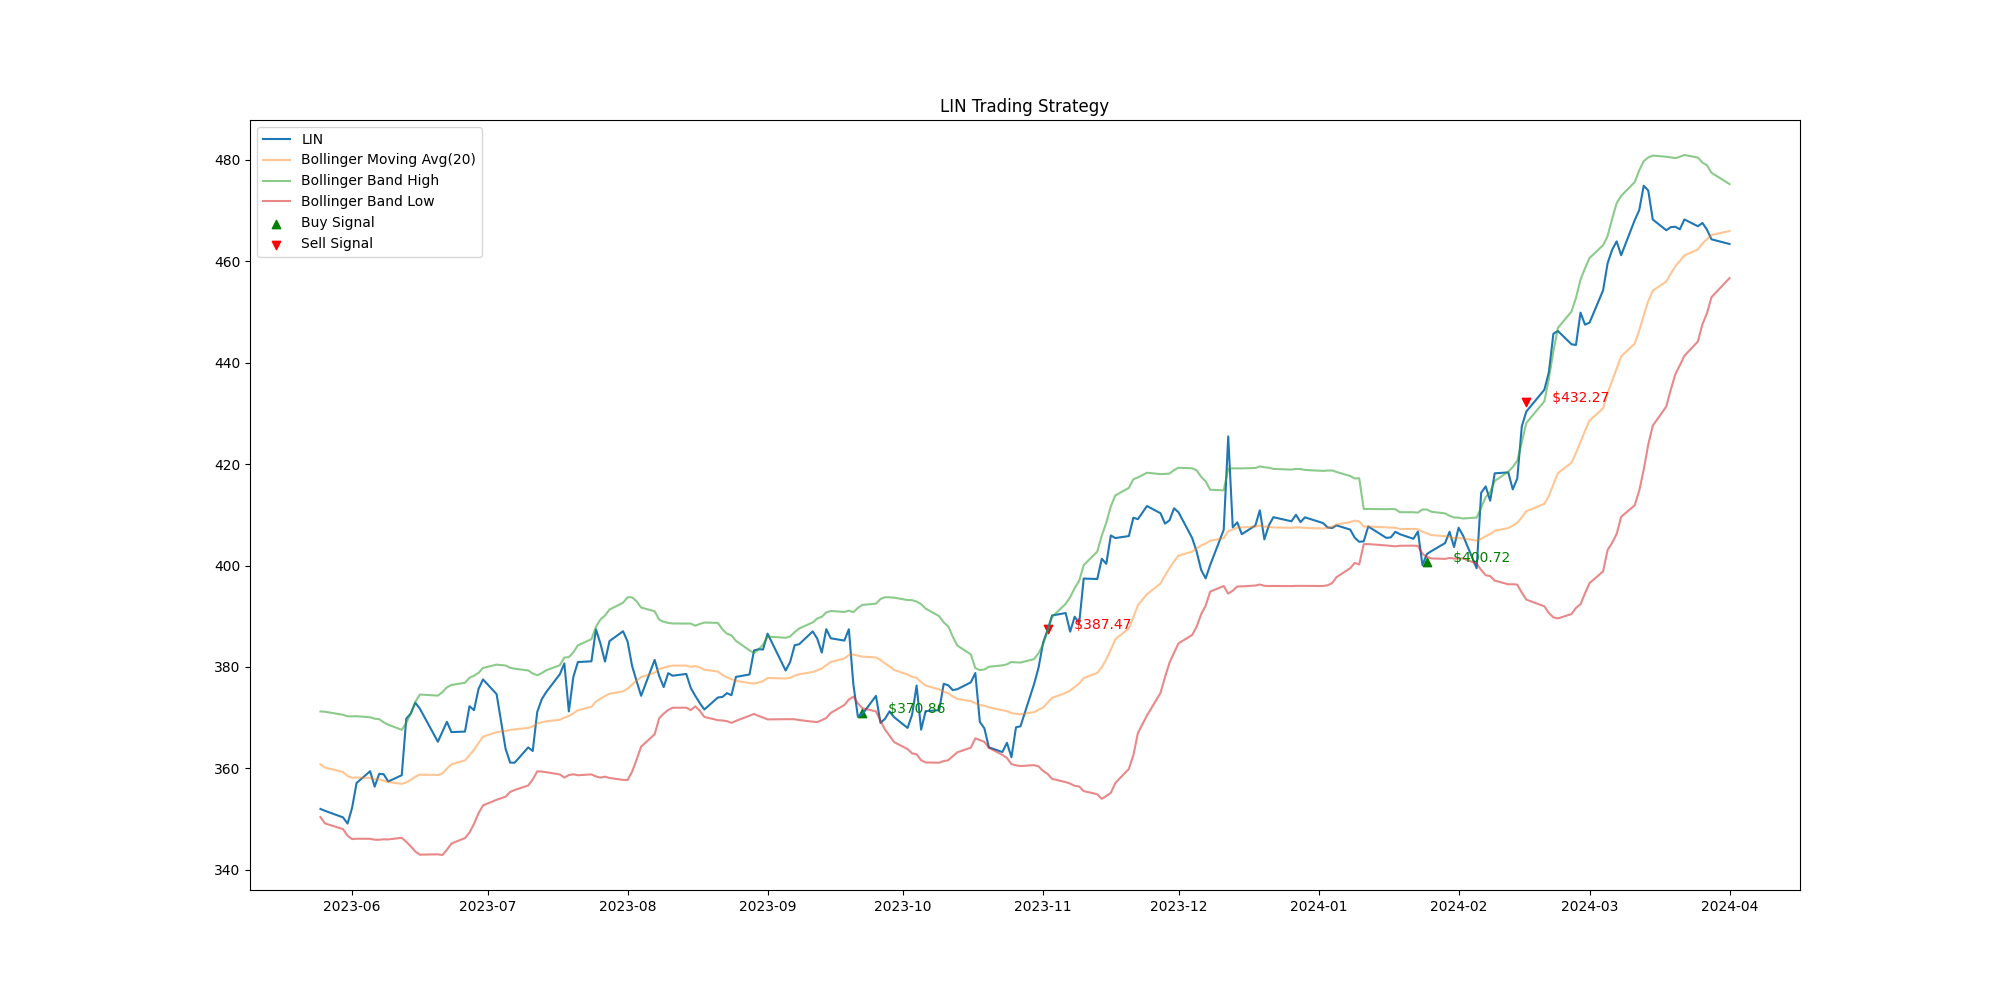 LIN Trading Strategy
LIN
Bollinger Moving Avg(20)
Bollinger Band High
Bollinger Band Low
Buy Signal
Sell Signal
480
460
440
420
400
380
360
340
$432.27
$400.72
$387.47
$370.86
2023-06 2023-07 2023-08 2023-09 2023-10 2023-11 2023-12 2024-01 2024-02 2024-03 2024-04